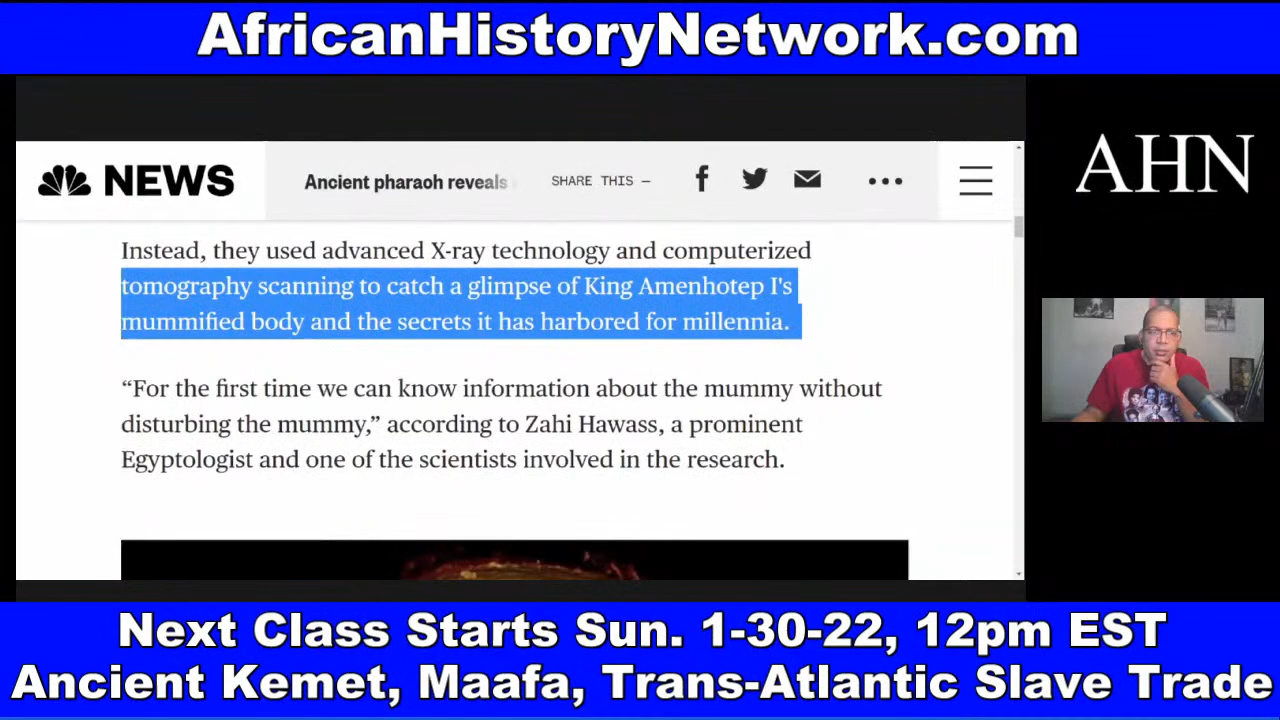 AfricanHistoryNetwork.com
AHN
NEWS
Ancient pharaoh reveals
SHARE THIS —
Instead, they used advanced X-ray technology and computerized
tomography scanning to catch a glimpse of King Amenhotep I's
mummified body and the secrets it has harbored for millennia.
“For the first time we can know information about the mummy without
disturbing the mummy,” according to Zahi Hawass, a prominent
Egyptologist and one of the scientists involved in the research.
Next Class Starts Sun. 1-30-22, 12pm EST
Ancient Kemet, Maafa, Trans-Atlantic Slave Trade